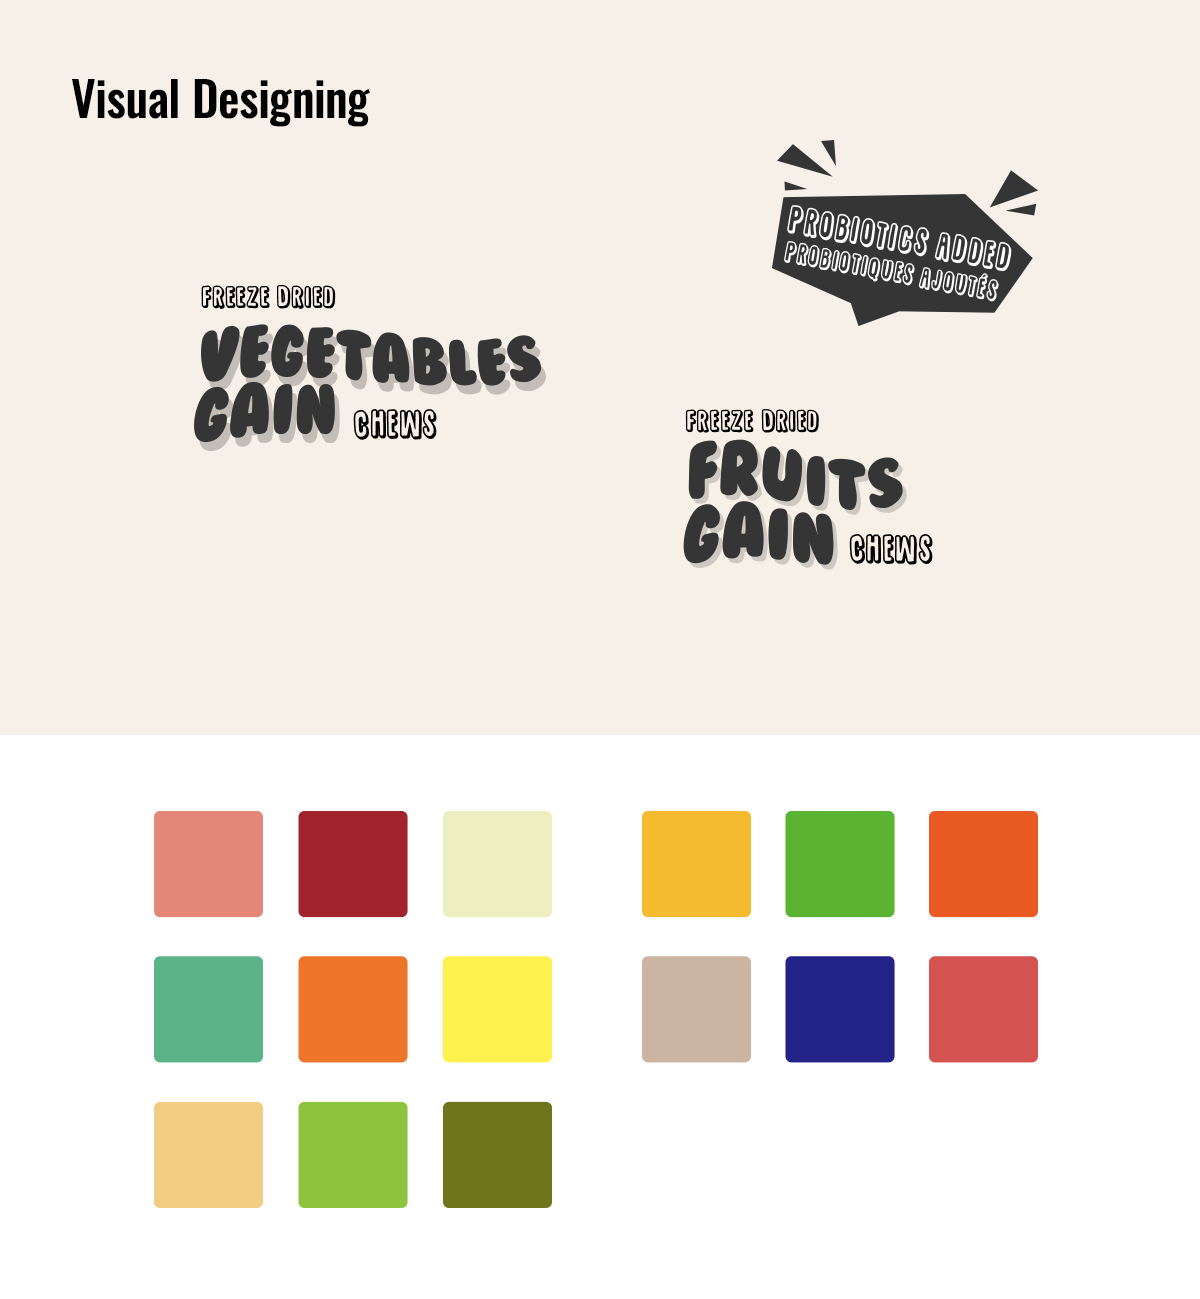 Visual Designing
PROBIOTICS ADDED
PROBIOTIQUES AJOUTÉS
FREEZE DRIED
VEGETABLES
GAIN CHEWS
FREEZE DRIED
FRUITS
GAIN CHEWS